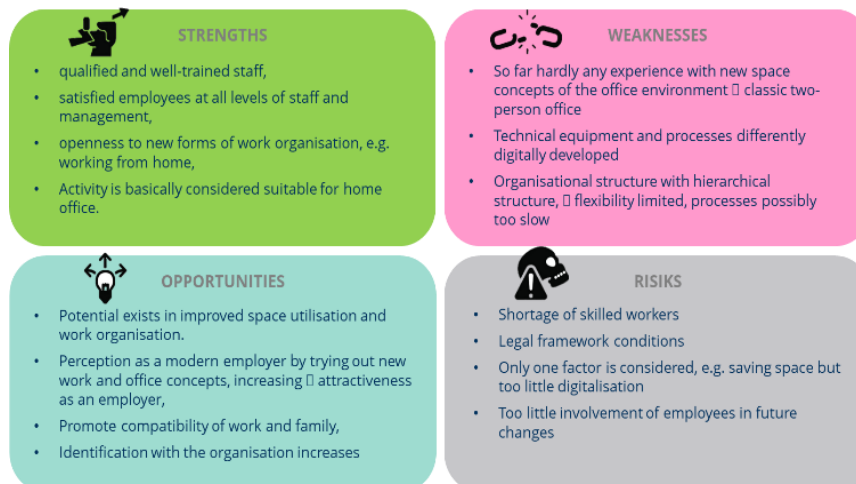 STRENGTHS
• qualified and well-trained staff,
• satisfied employees at all levels of staff and
management,
• openness to new forms of work organisation, e.g.
working from home,
• Activity is basically considered suitable for home
office.
WEAKNESSES
• So far hardly any experience with new space
concepts of the office environment ▯ classic two-
person office
• Technical equipment and processes differently
digitally developed
• Organisational structure with hierarchical
structure, ▯ flexibility limited, processes possibly
too slow
OPPORTUNITIES
• Potential exists in improved space utilisation and
work organisation.
• Perception as a modern employer by trying out new
work and office concepts, increasing ▯ attractiveness
as an employer,
• Promote compatibility of work and family,
• Identification with the organisation increases
RISIKS
• Shortage of skilled workers
• Legal framework conditions
• Only one factor is considered, e.g. saving space but
too little digitalisation
• Too little involvement of employees in future
changes